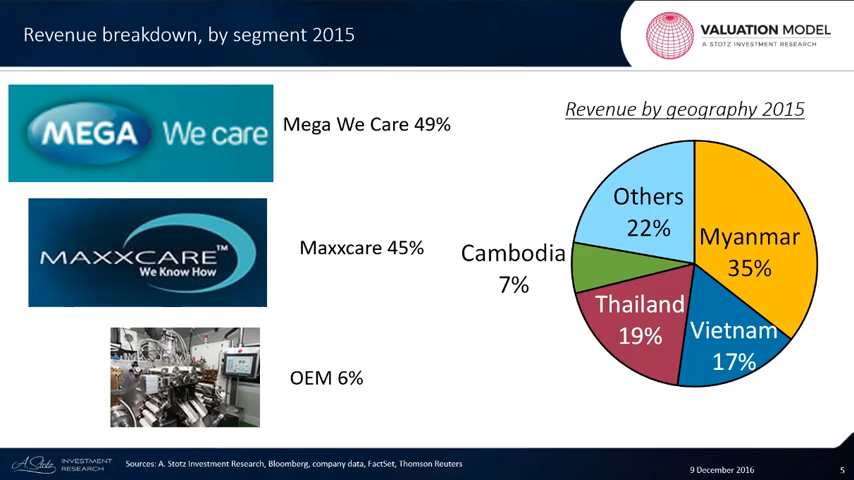 Revenue breakdown, by segment 2015
VALUATION MODEL
A STOTZ INVESTMENT RESEARCH
MEGA We care
Mega We Care 49%
MAXXCARE™
We Know How
Maxxcare 45%
OEM 6%
Revenue by geography 2015
Others
22%
Myanmar
35%
Cambodia
7%
Thailand
19%
Vietnam
17%
A. Stotz
INVESTMENT
RESEARCH
Sources: A. Stotz Investment Research, Bloomberg, company data, FactSet, Thomson Reuters
9 December 2016
5